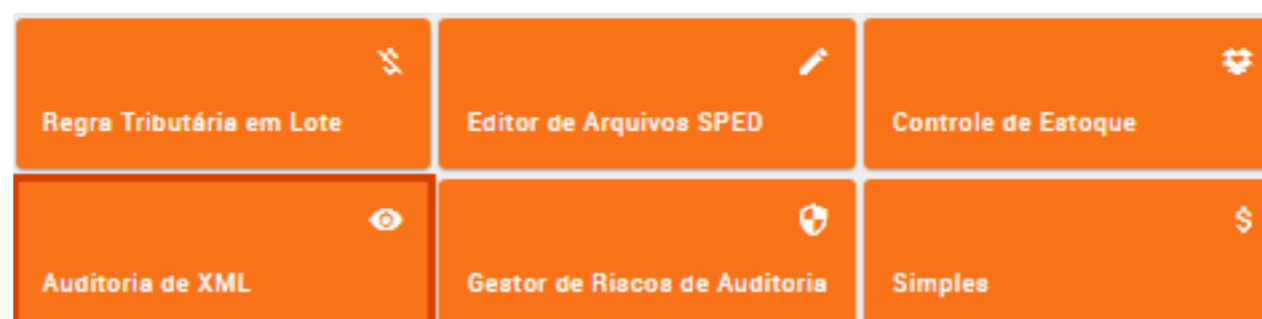 Regra Tributária em Lote
Editor de Arquivos SPED
Controle de Estoque
Auditoria de XML
Gestor de Riscos de Auditoria
Simples